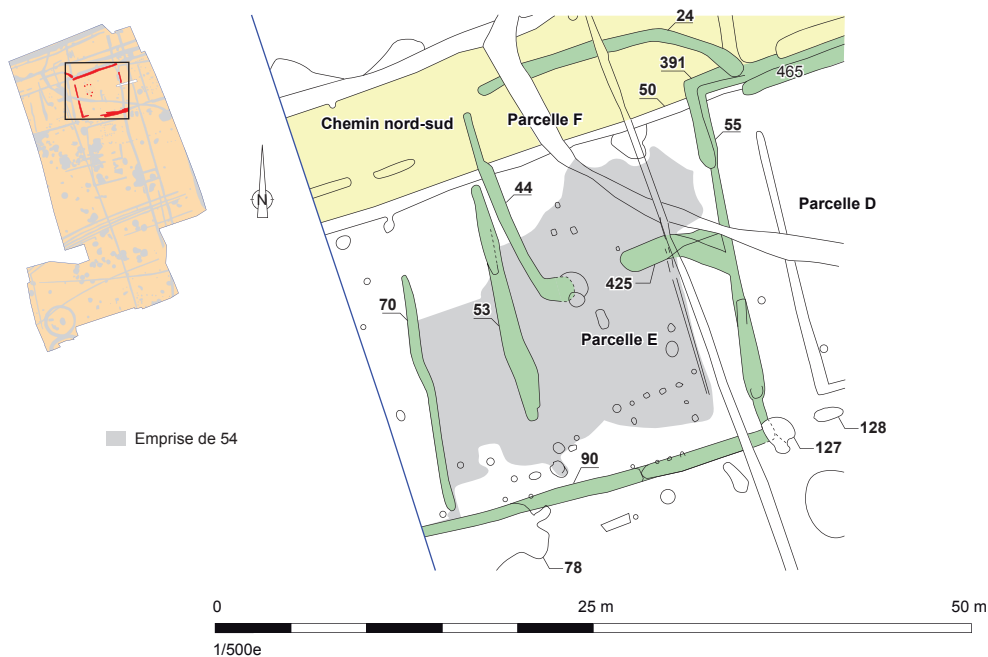 24
391
465
50
Chemin nord-sud
Parcelle F
55
44
Parcelle D
N
425
70
53
Parcelle E
Emprise de 54
128
127
90
78
0 25 m 50 m
1/500e